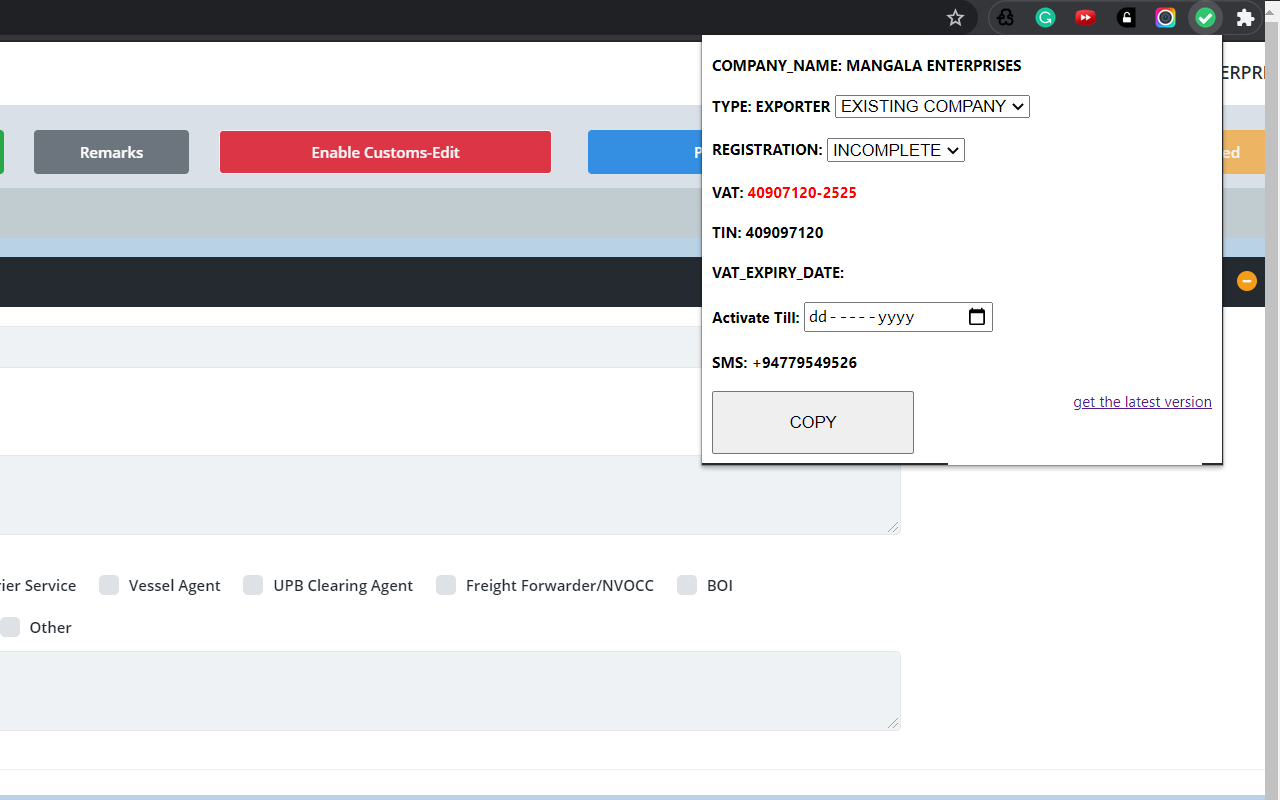 COMPANY_NAME: MANGALA ENTERPRISES
ERPRI
TYPE: EXPORTER EXISTING COMPANY
Remarks
Enable Customs-Edit
P
ed
REGISTRATION: INCOMPLETE
VAT: 40907120-2525
TIN: 409097120
VAT_EXPIRY_DATE:
Activate Till: dd-----yyyy
SMS: +94779549526
COPY
get the latest version
rier Service Vessel Agent UPB Clearing Agent Freight Forwarder/NVOCC BOI
Other